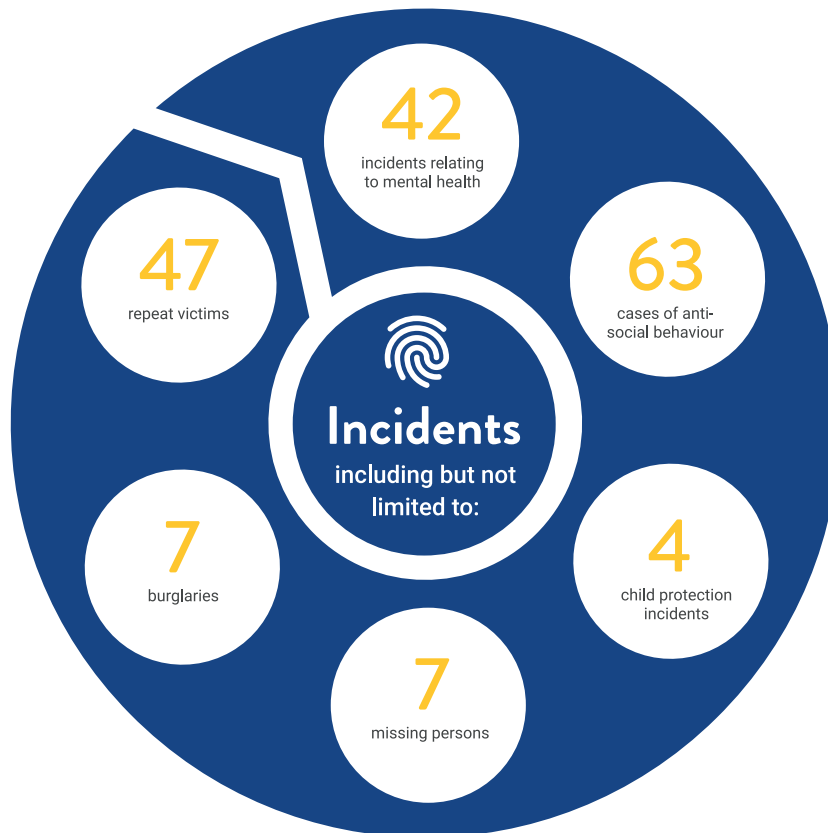 42
incidents relating
to mental health
63
cases of anti-
social behaviour
4
child protection
incidents
7
missing persons
7
burglaries
47
repeat victims
Incidents
including but not
limited to: